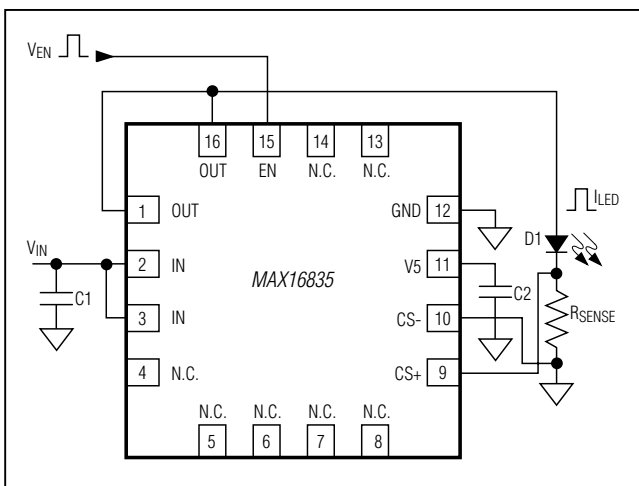 VEN
16 15 14 13
OUT EN N.C. N.C.
1 OUT
GND 12
ILED
VIN
2 IN
D1
MAX16835
V5 11
C1
3 IN
C2
CS- 10
RSENSE
4 N.C.
CS+ 9
N.C. N.C. N.C. N.C.
5 6 7 8